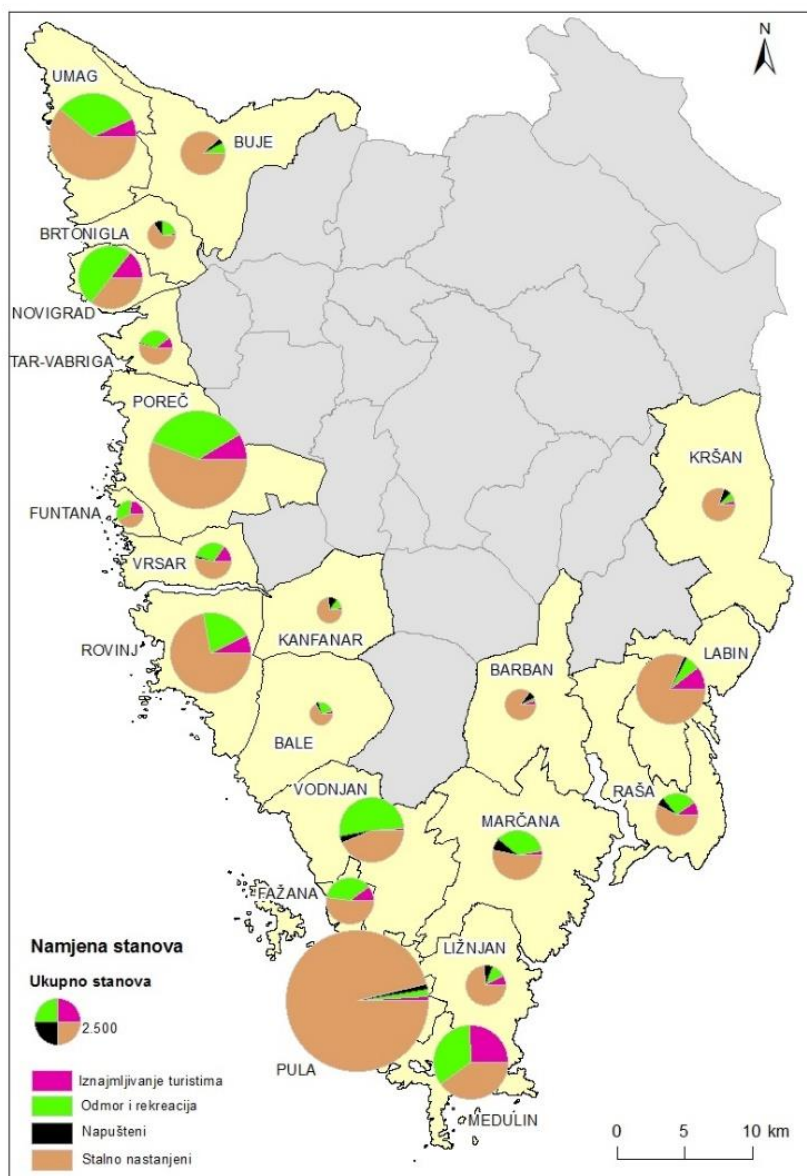 N
UMAG
BUJE
BRTONIGLA
NOVIGRAD
TAR-VABRIGA
POREČ
KRŠAN
FUNTANA
VRSAR
KANFANAR
ROVINJ
LABIN
BARBAN
BALE
VODNJAN
RAŠA
MARČANA
FAŽANA
LIŽNJAN
Namjena stanova
Ukupno stanova
2.500
PULA
Iznajmljivanje turistima
Odmor i rekreacija
MEDULIN
Napušteni
0 5 10 km
Stalno nastanjeni